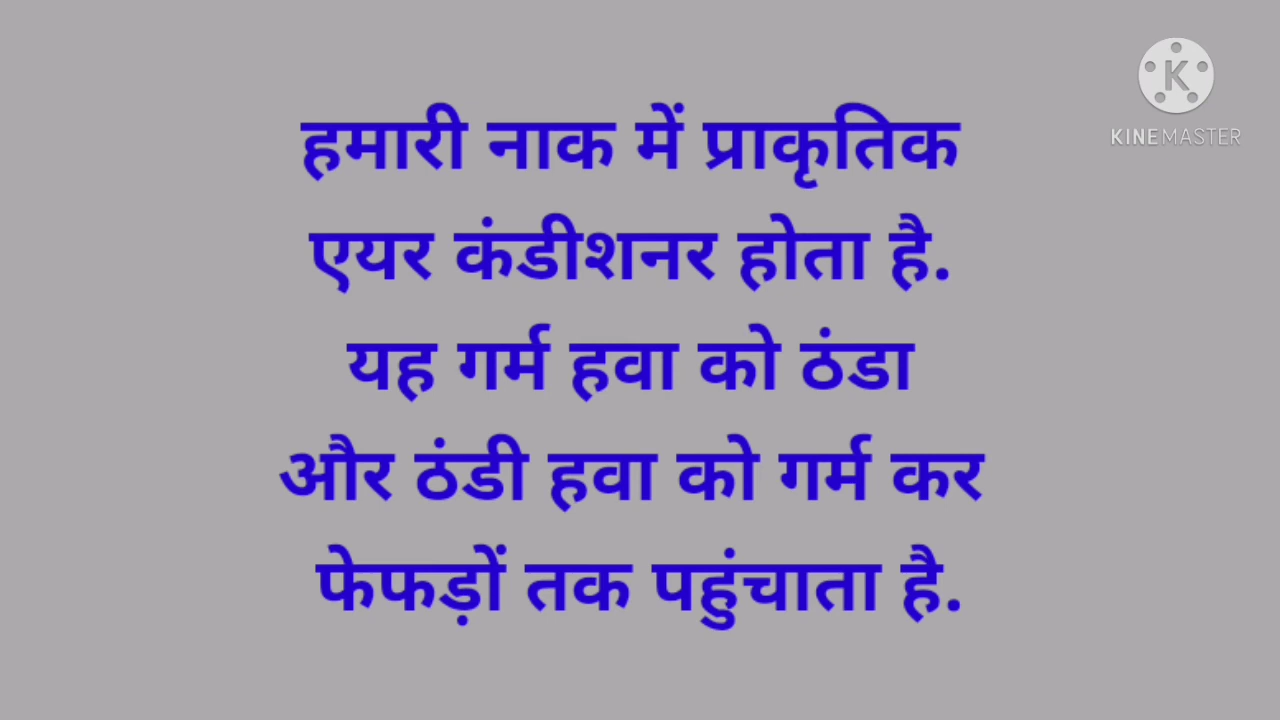 हमारी नाक में प्राकृतिक
एयर कंडीशनर होता है.
यह गर्म हवा को ठंडा
और ठंडी हवा को गर्म कर
फेफड़ों तक पहुंचाता है.
K
KINEMASTER